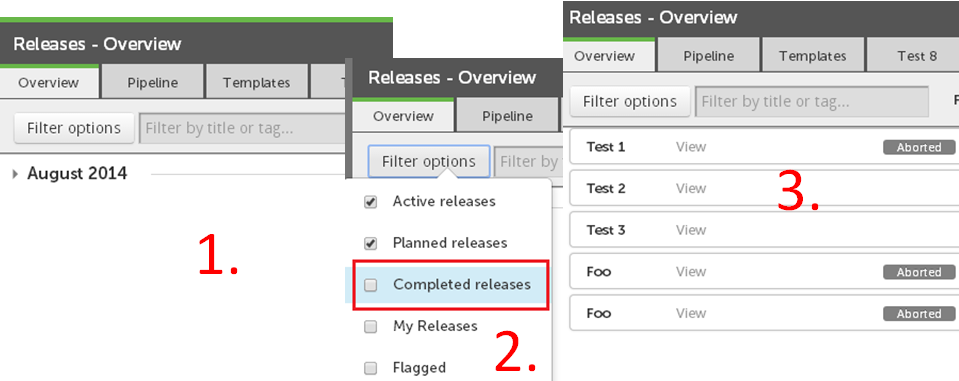 Releases - Overview
Overview Pipeline Templates
Filter options Filter by title or tag...
August 2014
1.
Releases - Overview
Overview Pipeline
Filter options Filter by
Active releases
Planned releases
Completed releases
My Releases
Flagged
2.
Releases - Overview
Overview Pipeline Templates Test 8
Filter options Filter by title or tag...
Test 1 View Aborted
Test 2 View
Test 3 View
Foo View Aborted
Foo View Aborted
3.